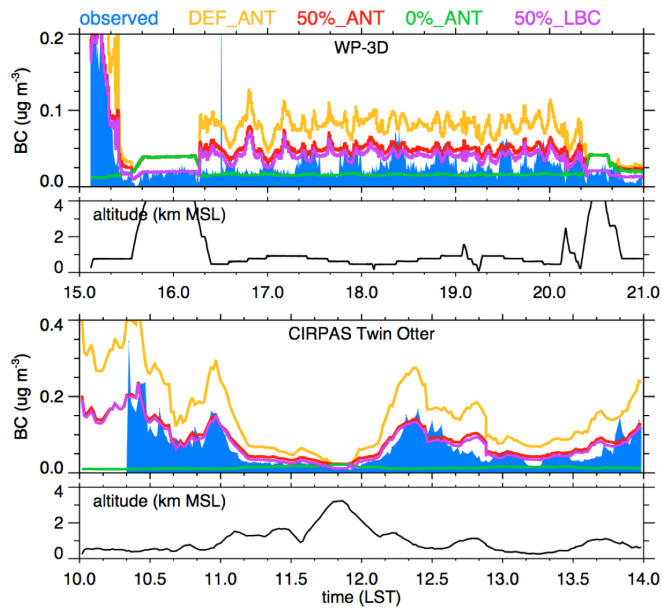 observed DEF_ANT 50%_ANT 0%_ANT 50%_LBC
WP-3D
BC (ug m-3)
0.2
0.1
0.0
altitude (km MSL)
4
2
0
15.0 16.0 17.0 18.0 19.0 20.0 21.0
CIRPAS Twin Otter
BC (ug m-3)
0.4
0.2
0.0
altitude (km MSL)
4
2
0
10.0 10.5 11.0 11.5 12.0 12.5 13.0 13.5 14.0
time (LST)